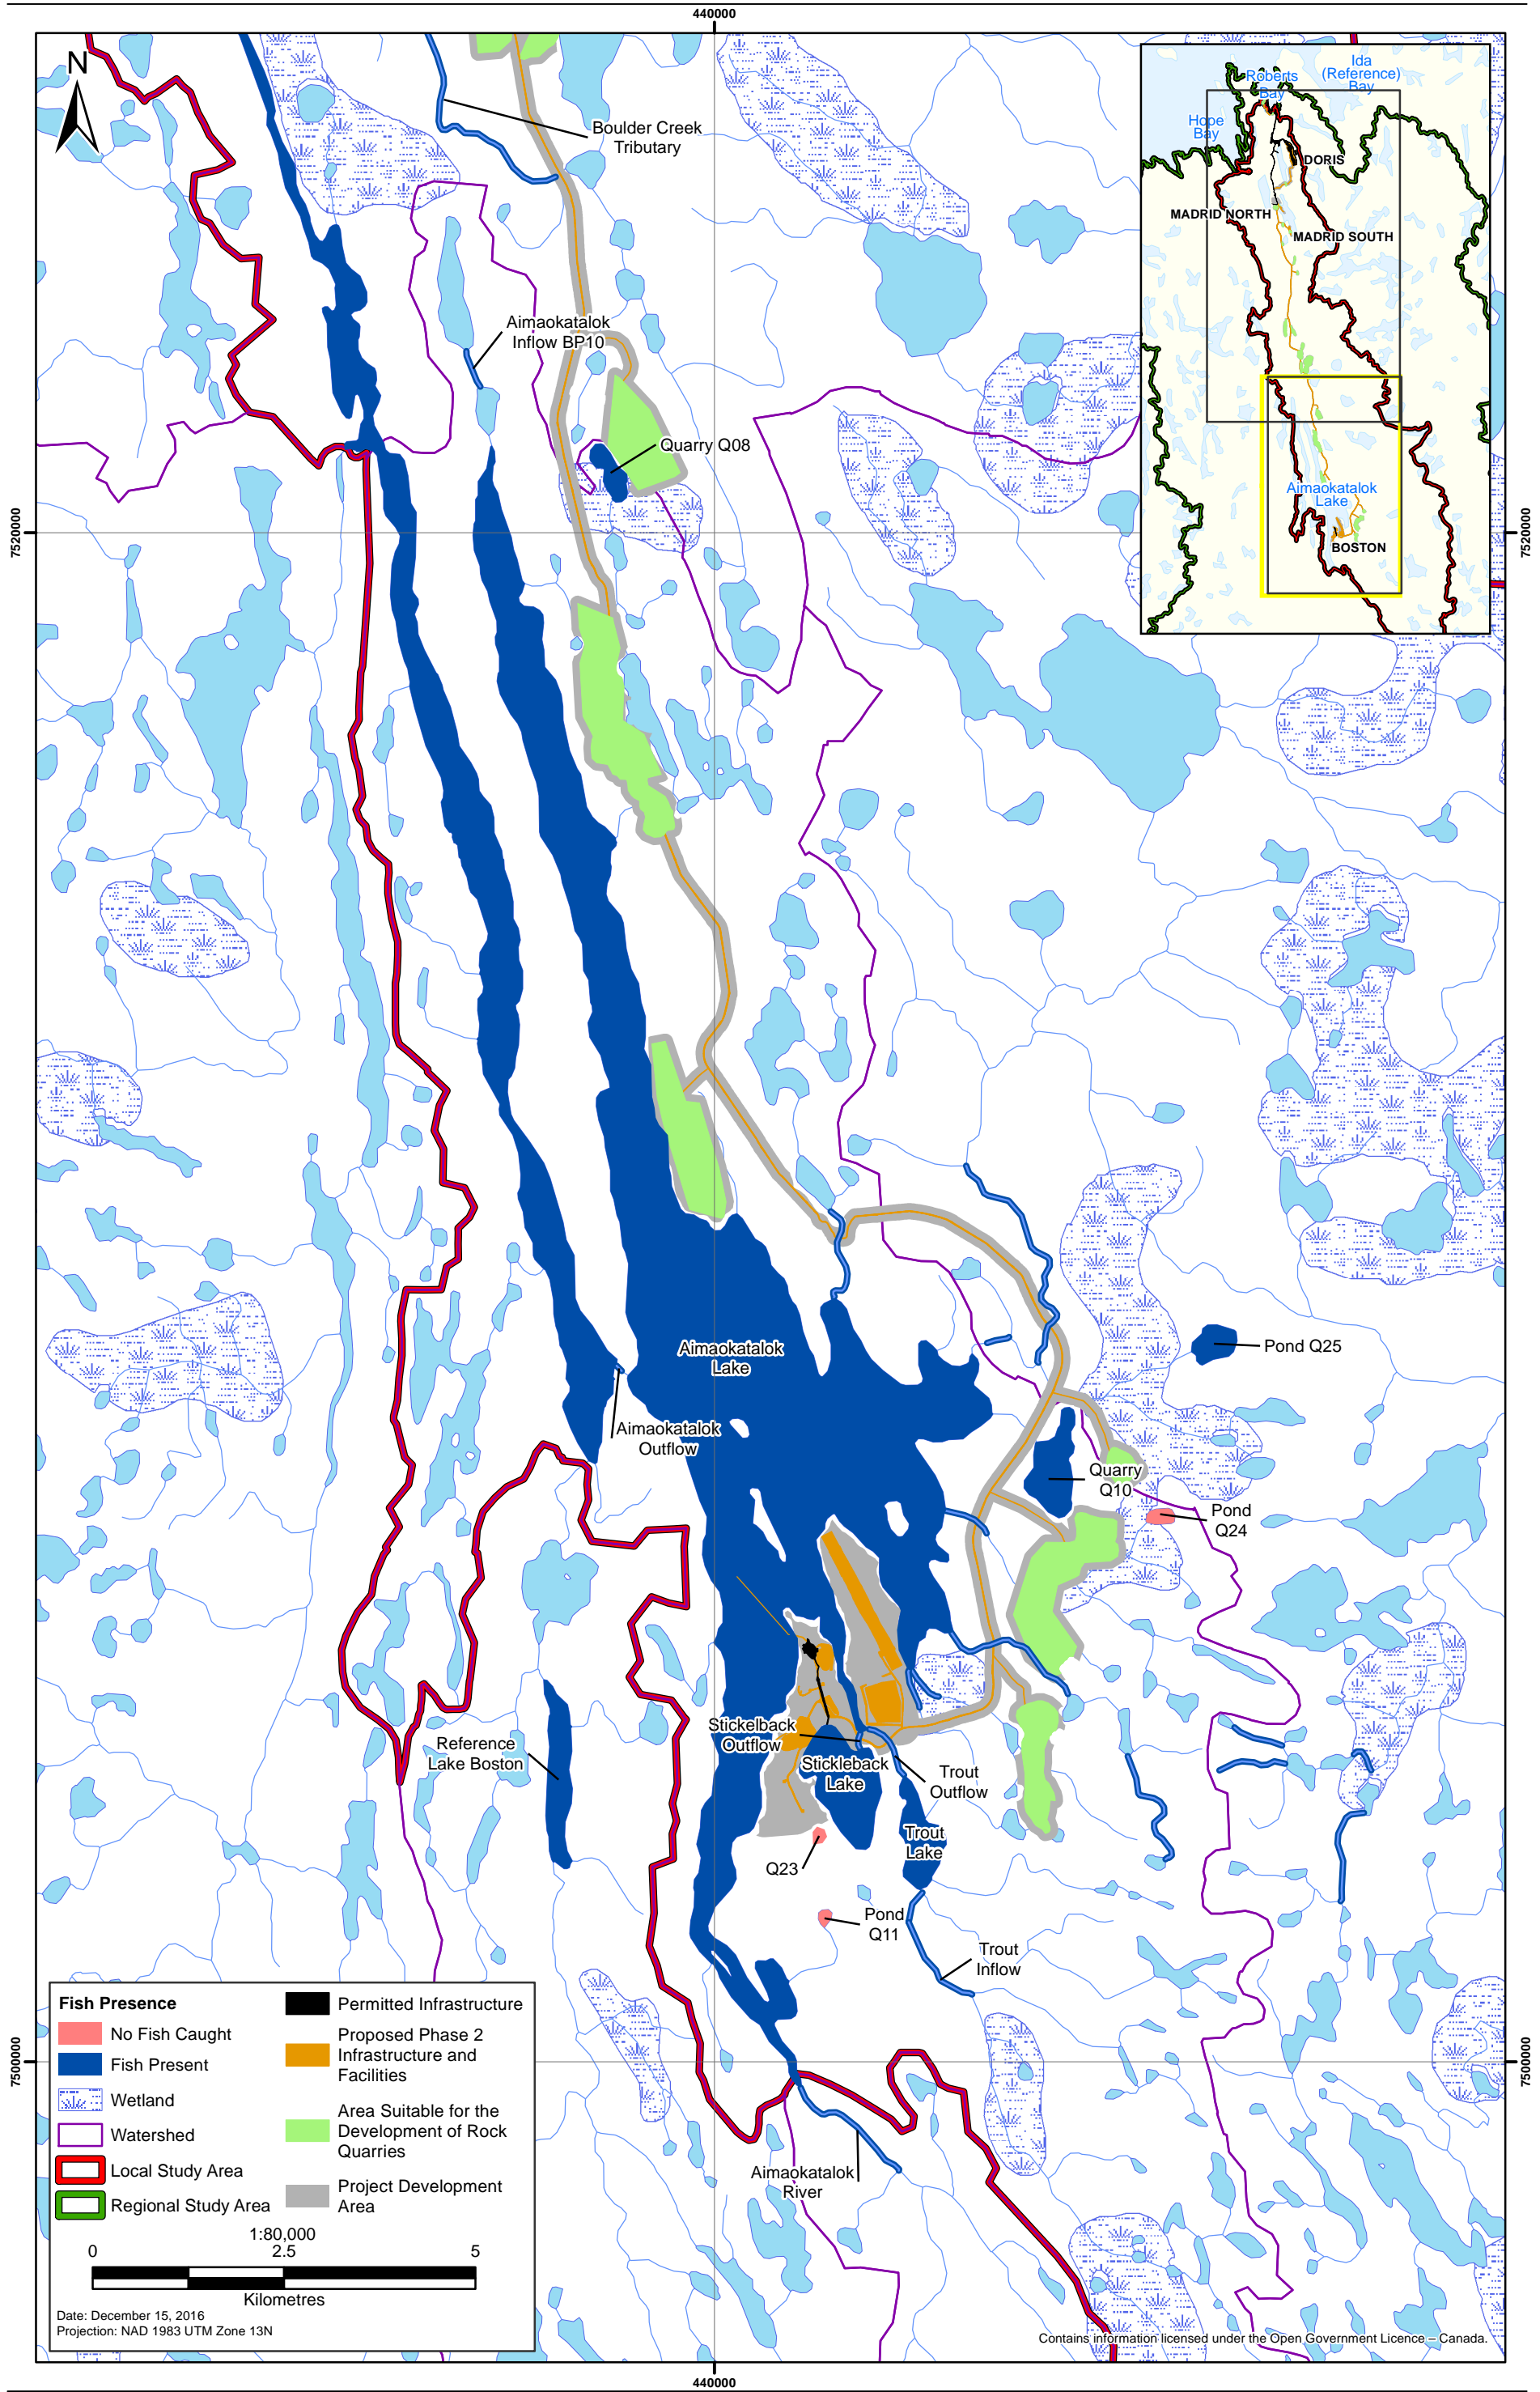 440000
N
Boulder Creek
Tributary
Aimaokatalok
Inflow BP10
Quarry Q08
Ida
(Reference)
Bay
Roberts
Bay
Hope
Bay
DORIS
MADRID NORTH
MADRID SOUTH
Aimaokatalok
Lake
BOSTON
7520000
7520000
Aimaokatalok
Lake
Pond Q25
Aimaokatalok
Outflow
Quarry
Q10
Pond
Q24
Reference
Lake Boston
Stickelback
Outflow
Stickleback
Lake
Trout
Outflow
Trout
Lake
Q23
Pond
Q11
Trout
Inflow
7500000
7500000
Aimaokatalok
River
Fish Presence
No Fish Caught
Fish Present
Wetland
Watershed
Local Study Area
Regional Study Area
Permitted Infrastructure
Proposed Phase 2
Infrastructure and
Facilities
Area Suitable for the
Development of Rock
Quarries
Project Development
Area
1:80,000
0 2.5 5
Kilometres
Date: December 15, 2016
Projection: NAD 1983 UTM Zone 13N
Contains information licensed under the Open Government Licence – Canada.
440000